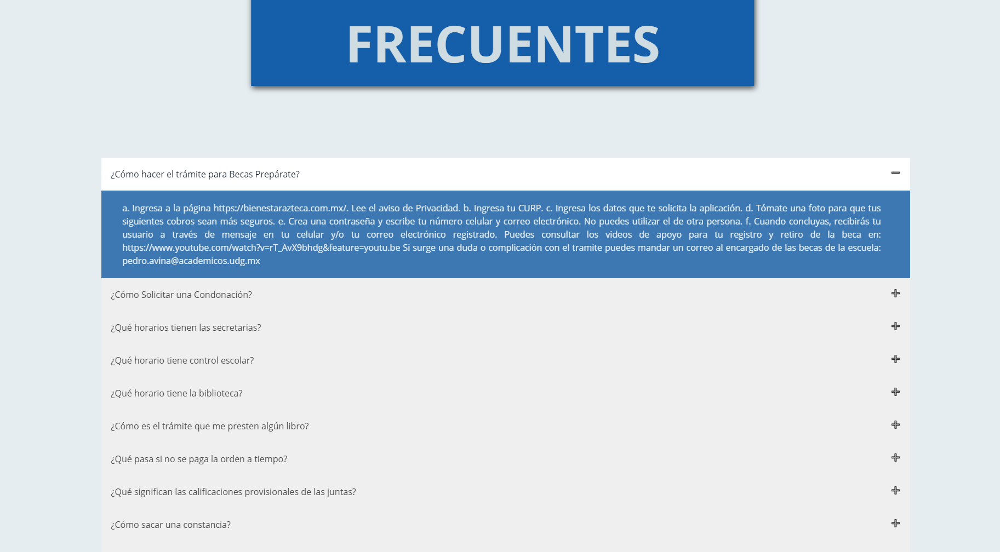 FRECUENTES
¿Cómo hacer el trámite para Becas Prepárate?
a. Ingresa a la página https://bienestarazteca.com.mx/. Lee el aviso de Privacidad. b. Ingresa tu CURP. c. Ingresa los datos que te solicita la aplicación. d. Tómate una foto para que tus
siguientes cobros sean más seguros. e. Crea una contraseña y escribe tu número celular y correo electrónico. No puedes utilizar el de otra persona. f. Cuando concluyas, recibirás tu
usuario a través de mensaje en tu celular y/o tu correo electrónico registrado. Puedes consultar los videos de apoyo para tu registro y retiro de la beca en:
https://www.youtube.com/watch?v=rT_AvX9bhdg&feature=youtu.be Si surge una duda o complicación con el tramite puedes mandar un correo al encargado de las becas de la escuela:
pedro.avina@academicos.udg.mx
¿Cómo Solicitar una Condonación?
¿Qué horarios tienen las secretarias?
¿Qué horario tiene control escolar?
¿Qué horario tiene la biblioteca?
¿Cómo es el trámite que me presten algún libro?
¿Qué pasa si no se paga la orden a tiempo?
¿Qué significan las calificaciones provisionales de las juntas?
¿Cómo sacar una constancia?